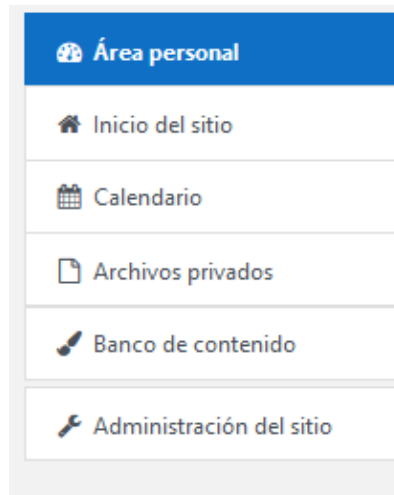 Área personal
Inicio del sitio
Calendario
Archivos privados
Banco de contenido
Administración del sitio